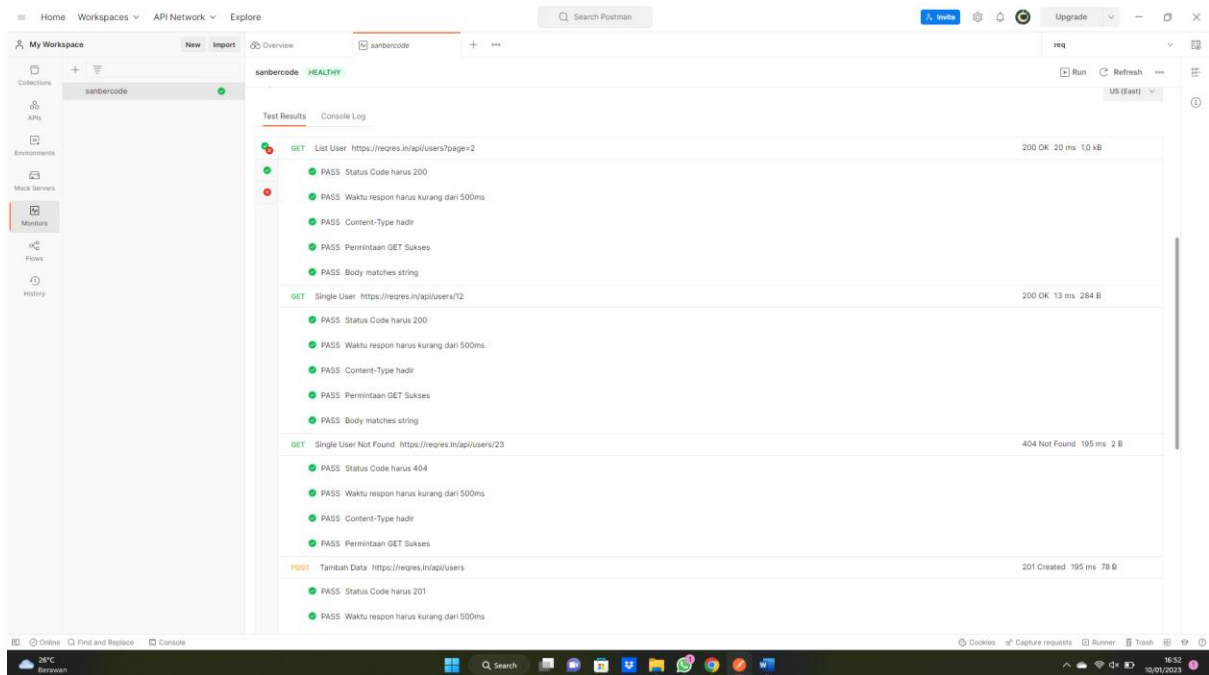 Home Workspaces API Network Explore Search Postman Invite Upgrade
My Workspace New Import Overview sanbercode req
Collections sanbercode
sanbercode HEALTHY Run Refresh
US (East)
APIs
Test Results Console Log
Environments
GET List User https://reqres.in/api/users?page=2 200 OK 20 ms 1.0 kB
PASS Status Code harus 200
Mock Servers
PASS Waktu respon harus kurang dari 500ms
Monitors
PASS Content-Type hadir
PASS Permintaan GET Sukses
Flows
PASS Body matches string
History
GET Single User https://reqres.in/api/users/12 200 OK 13 ms 284 B
PASS Status Code harus 200
PASS Waktu respon harus kurang dari 500ms
PASS Content-Type hadir
PASS Permintaan GET Sukses
PASS Body matches string
GET Single User Not Found https://reqres.in/api/users/23 404 Not Found 195 ms 2 B
PASS Status Code harus 404
PASS Waktu respon harus kurang dari 500ms
PASS Content-Type hadir
PASS Permintaan GET Sukses
POST Tambah Data https://reqres.in/api/users 201 Created 195 ms 78 B
PASS Status Code harus 201
PASS Waktu respon harus kurang dari 500ms
Online Find and Replace Console Cookies Capture requests Runner Trash
26°C
Berawan
Search
16:52
10/01/2023